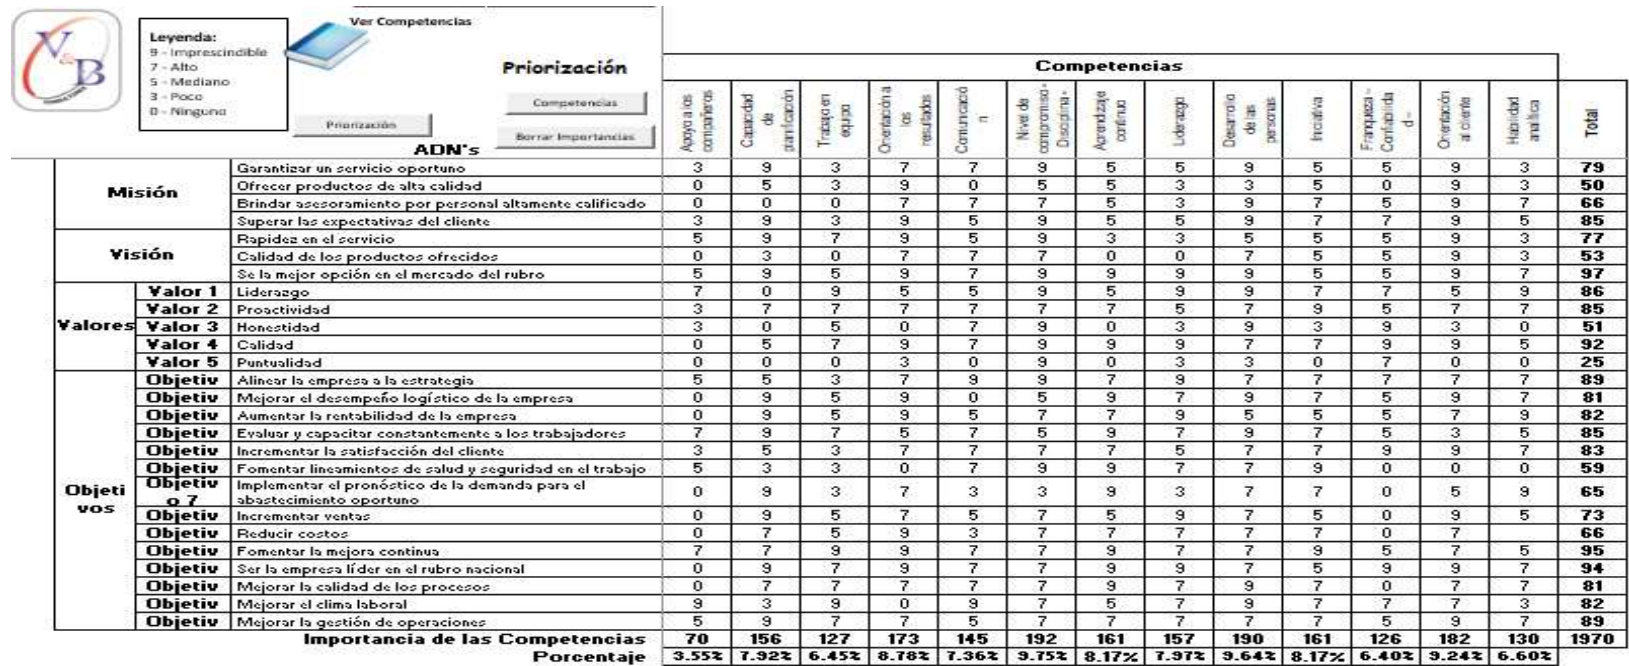 V&B
Leyenda:
9 - Imprescindible
7 - Alto
5 - Mediano
3 - Poco
0 - Ninguno
Ver Competencias
Priorización
Priorización
Competencias
Borrar Importancias
ADN's
Competencias
Apoyo a los compañeros
Capacidad de planificación
Trabajo en equipo
Orientación a los resultados
Comunicació n
Nivel de compromiso - Disciplina -
Aprendizaje continuo
Liderazgo
Desarrollo de las personas
Iniciativa
Franqueza – Confiabilida d –
Orientación al cliente
Habilidad analítica
Total
Misión
Garantizar un servicio oportuno 3 9 3 7 7 9 5 5 9 5 5 9 3 79
Ofrecer productos de alta calidad 0 5 3 9 0 5 5 3 3 5 0 9 3 50
Brindar asesoramiento por personal altamente calificado 0 0 0 7 7 7 5 3 9 7 5 9 7 66
Superar las expectativas del cliente 3 9 3 9 5 9 5 5 9 7 7 9 5 85
Visión
Rapidez en el servicio 5 9 7 9 5 9 3 3 5 5 5 9 3 77
Calidad de los productos ofrecidos 0 3 0 7 7 7 0 0 7 5 5 9 3 53
Se la mejor opción en el mercado del rubro 5 9 5 9 7 9 9 9 9 5 5 9 7 97
Valores
Valor 1 Liderazgo 7 0 9 5 5 9 5 9 9 7 7 5 9 86
Valor 2 Proactividad 3 7 7 7 7 7 7 5 7 9 5 7 7 85
Valor 3 Honestidad 3 0 5 0 7 9 0 3 9 3 9 3 0 51
Valor 4 Calidad 0 5 7 9 7 9 9 9 7 7 9 9 5 92
Valor 5 Puntualidad 0 0 0 3 0 9 0 3 3 0 7 0 0 25
Objeti vos
Objetiv Alinear la empresa a la estrategia 5 5 3 7 9 9 7 9 7 7 7 7 7 89
Objetiv Mejorar el desempeño logístico de la empresa 0 9 5 9 0 5 9 7 9 7 5 9 7 81
Objetiv Aumentar la rentabilidad de la empresa 0 9 5 9 5 7 7 9 5 5 5 7 9 82
Objetiv Evaluar y capacitar constantemente a los trabajadores 7 9 7 5 7 5 9 7 9 7 5 3 5 85
Objetiv Incrementar la satisfacción del cliente 3 5 3 7 7 7 7 5 7 7 9 9 7 83
Objetiv Fomentar lineamientos de salud y seguridad en el trabajo 5 3 3 0 7 9 9 7 7 9 0 0 0 59
Objetiv o 7 Implementar el pronóstico de la demanda para el abastecimiento oportuno 0 9 3 7 3 3 9 3 7 7 0 5 9 65
Objetiv Incrementar ventas 0 9 5 7 5 7 5 9 7 5 0 9 5 73
Objetiv Reducir costos 0 7 5 9 3 7 7 7 7 7 0 7 66
Objetiv Fomentar la mejora continua 7 7 9 9 7 7 9 7 7 9 5 7 5 95
Objetiv Ser la empresa líder en el rubro nacional 0 9 7 9 7 7 9 9 7 5 9 9 7 94
Objetiv Mejorar la calidad de los procesos 0 7 7 7 7 7 9 7 9 7 0 7 7 81
Objetiv Mejorar el clima laboral 9 3 9 0 9 7 5 7 9 7 7 7 3 82
Objetiv Mejorar la gestión de operaciones 5 9 7 7 5 7 7 7 7 7 5 9 7 89
Importancia de las Competencias 70 156 127 173 145 192 161 157 190 161 126 182 130 1970
Porcentaje 3.55% 7.92% 6.45% 8.78% 7.36% 9.75% 8.17% 7.97% 9.64% 8.17% 6.40% 9.24% 6.60%